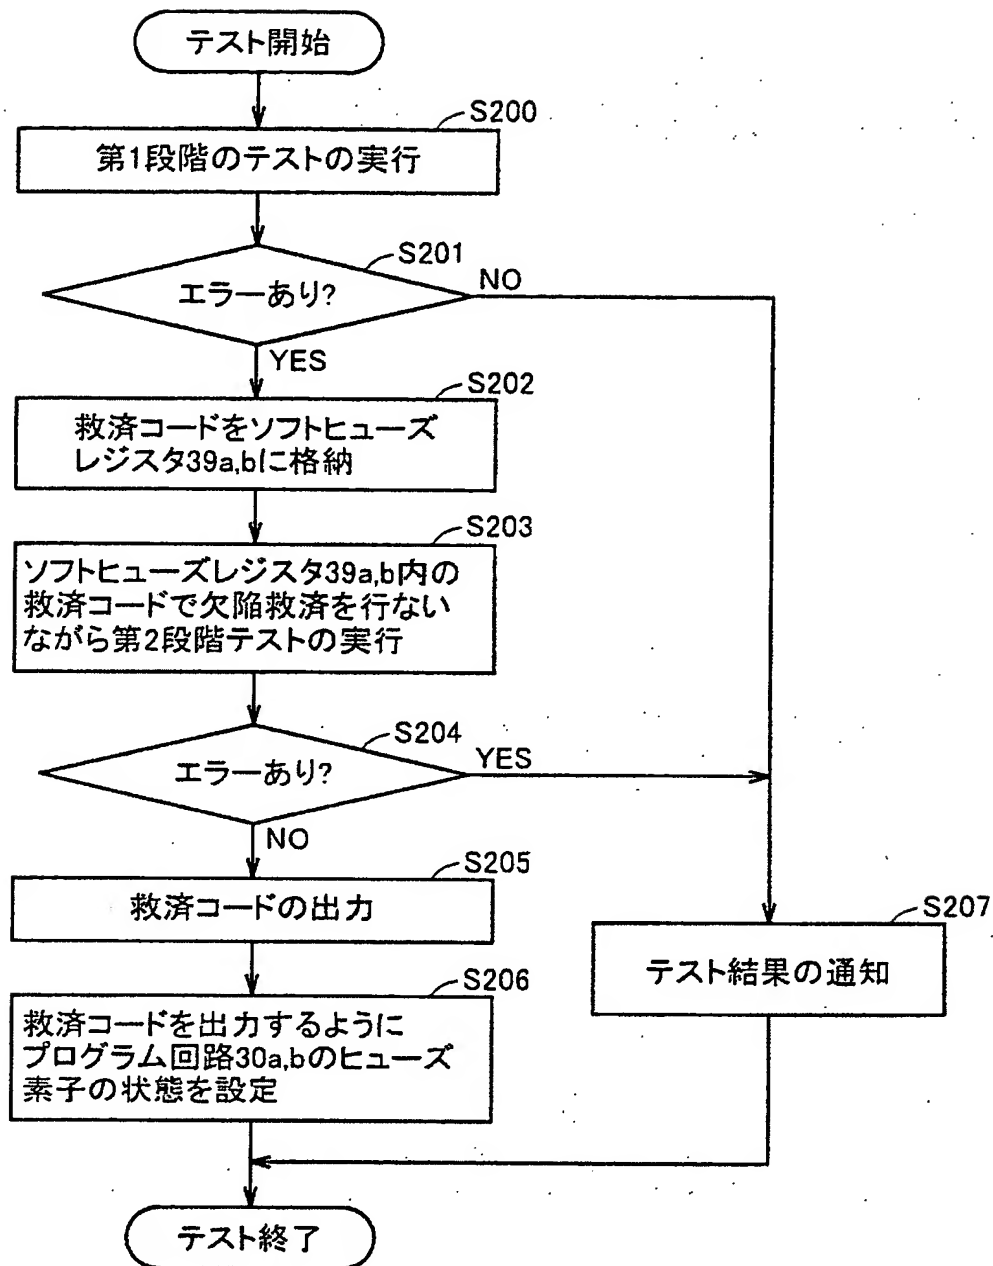 テスト開始
S200
第1段階のテストの実行
S201
エラーあり?
NO
YES
S202
救済コードをソフトヒューズ
レジスタ39a,bに格納
S203
ソフトヒューズレジスタ39a,b内の
救済コードで欠陥救済を行ない
ながら第2段階テストの実行
S204
エラーあり?
YES
NO
S205
救済コードの出力
S207
テスト結果の通知
S206
救済コードを出力するように
プログラム回路30a,bのヒューズ
素子の状態を設定
テスト終了